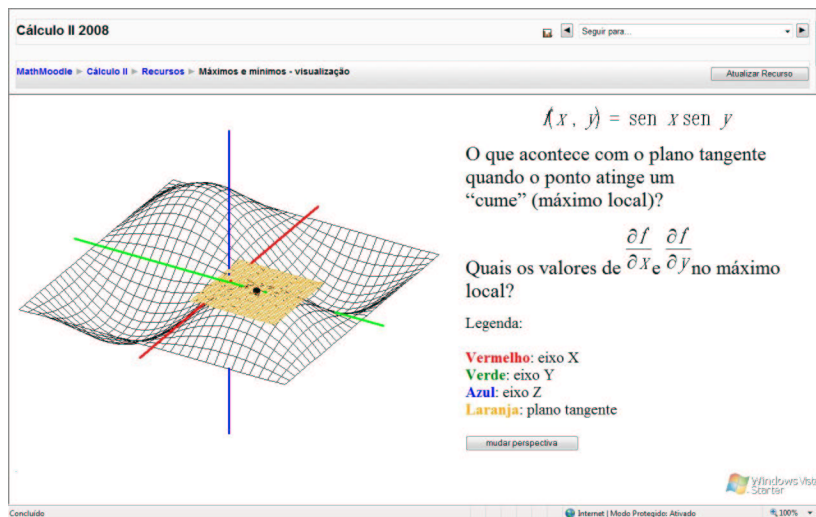 Cálculo II 2008
Seguir para...
MathMoodle ► Cálculo II ► Recursos ► Máximos e mínimos - visualização
Atualizar Recurso
f(x, y) = sen x sen y
O que acontece com o plano tangente
quando o ponto atinge um
“cume” (máximo local)?
Quais os valores de ∂f/∂x e ∂f/∂y no máximo
local?
Legenda:
Vermelho: eixo X
Verde: eixo Y
Azul: eixo Z
Laranja: plano tangente
mudar perspectiva
Windows Vista
Starter
Concluído
Internet | Modo Protegido: Ativado
100%